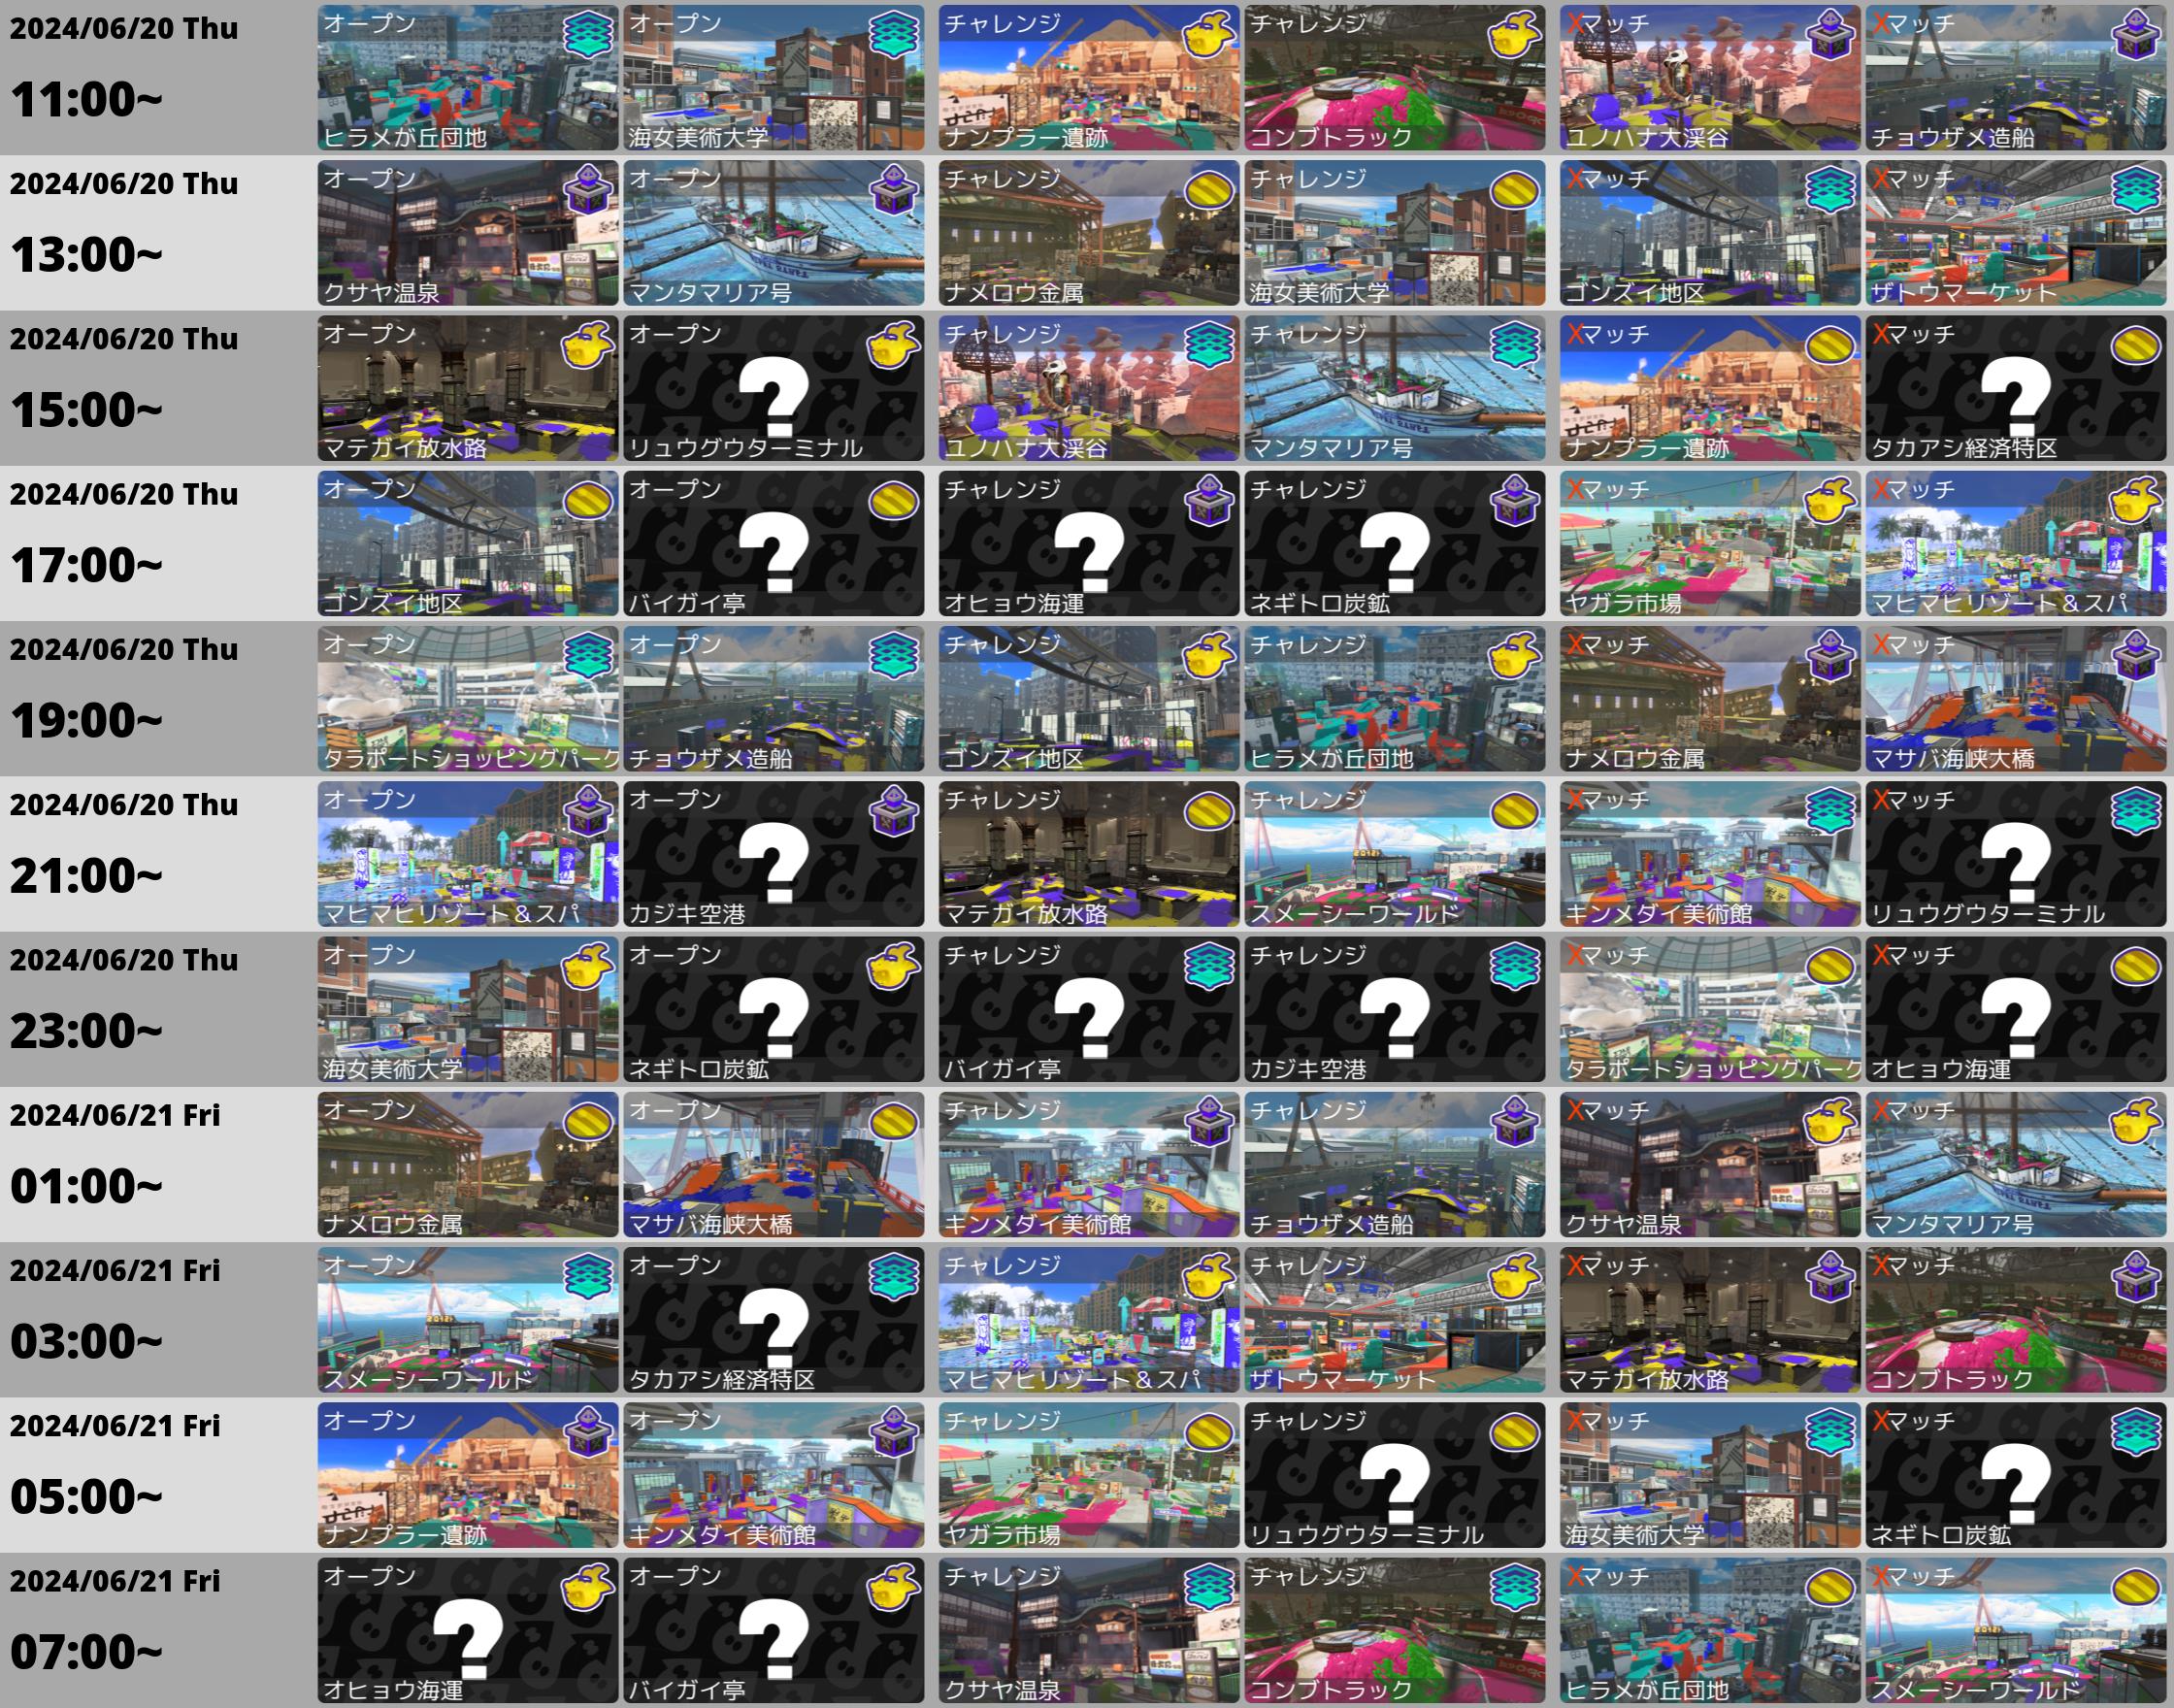 2024/06/20 Thu
11:00~
オープン
ヒラメが丘団地
オープン
海女美術大学
チャレンジ
ナンプラー遺跡
チャレンジ
コンブトラック
Xマッチ
ユノハナ大渓谷
Xマッチ
チョウザメ造船
2024/06/20 Thu
13:00~
オープン
クサヤ温泉
オープン
マンタマリア号
チャレンジ
ナメロウ金属
チャレンジ
海女美術大学
Xマッチ
ゴンズイ地区
Xマッチ
ザトウマーケット
2024/06/20 Thu
15:00~
オープン
マテガイ放水路
オープン
?
リュウグウターミナル
チャレンジ
ユノハナ大渓谷
チャレンジ
マンタマリア号
Xマッチ
ナンプラー遺跡
Xマッチ
?
タカアシ経済特区
2024/06/20 Thu
17:00~
オープン
ゴンズイ地区
オープン
?
バイガイ亭
チャレンジ
?
オヒョウ海運
チャレンジ
?
ネギトロ炭鉱
Xマッチ
ヤガラ市場
Xマッチ
マヒマヒリゾート＆スパ
2024/06/20 Thu
19:00~
オープン
タラポートショッピングパーク
オープン
チョウザメ造船
チャレンジ
ゴンズイ地区
チャレンジ
ヒラメが丘団地
Xマッチ
ナメロウ金属
Xマッチ
マサバ海峡大橋
2024/06/20 Thu
21:00~
オープン
マヒマヒリゾート＆スパ
オープン
?
カジキ空港
チャレンジ
マテガイ放水路
チャレンジ
スメーシーワールド
Xマッチ
キンメダイ美術館
Xマッチ
?
リュウグウターミナル
2024/06/20 Thu
23:00~
オープン
海女美術大学
オープン
?
ネギトロ炭鉱
チャレンジ
?
バイガイ亭
チャレンジ
?
カジキ空港
Xマッチ
タラポートショッピングパーク
Xマッチ
?
オヒョウ海運
2024/06/21 Fri
01:00~
オープン
ナメロウ金属
オープン
マサバ海峡大橋
チャレンジ
キンメダイ美術館
チャレンジ
チョウザメ造船
Xマッチ
クサヤ温泉
Xマッチ
マンタマリア号
2024/06/21 Fri
03:00~
オープン
スメーシーワールド
オープン
?
タカアシ経済特区
チャレンジ
マヒマヒリゾート＆スパ
チャレンジ
ザトウマーケット
Xマッチ
マテガイ放水路
Xマッチ
コンブトラック
2024/06/21 Fri
05:00~
オープン
ナンプラー遺跡
オープン
キンメダイ美術館
チャレンジ
ヤガラ市場
チャレンジ
?
リュウグウターミナル
Xマッチ
海女美術大学
Xマッチ
?
ネギトロ炭鉱
2024/06/21 Fri
07:00~
オープン
?
オヒョウ海運
オープン
?
バイガイ亭
チャレンジ
クサヤ温泉
チャレンジ
コンブトラック
Xマッチ
ヒラメが丘団地
Xマッチ
スメーシーワールド